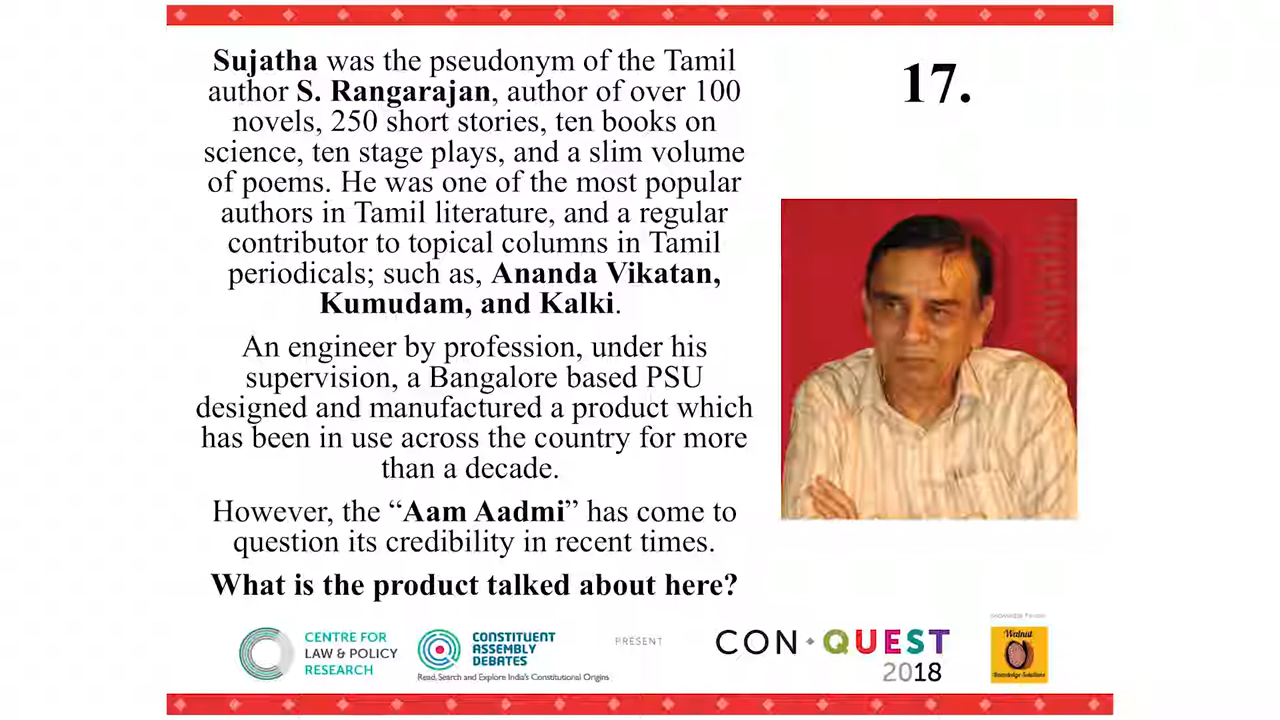 Sujatha was the pseudonym of the Tamil
author S. Rangarajan, author of over 100
novels, 250 short stories, ten books on
science, ten stage plays, and a slim volume
of poems. He was one of the most popular
authors in Tamil literature, and a regular
contributor to topical columns in Tamil
periodicals; such as, Ananda Vikatan,
Kumudam, and Kalki.
An engineer by profession, under his
supervision, a Bangalore based PSU
designed and manufactured a product which
has been in use across the country for more
than a decade.
However, the “Aam Aadmi” has come to
question its credibility in recent times.
What is the product talked about here?
17.
CENTRE FOR
LAW & POLICY
RESEARCH
CONSTITUENT
ASSEMBLY
DEBATES
Read, Search and Explore India's Constitutional Origins
PRESENT
CON QUEST
2018
Walnut
Knowledge Solutions